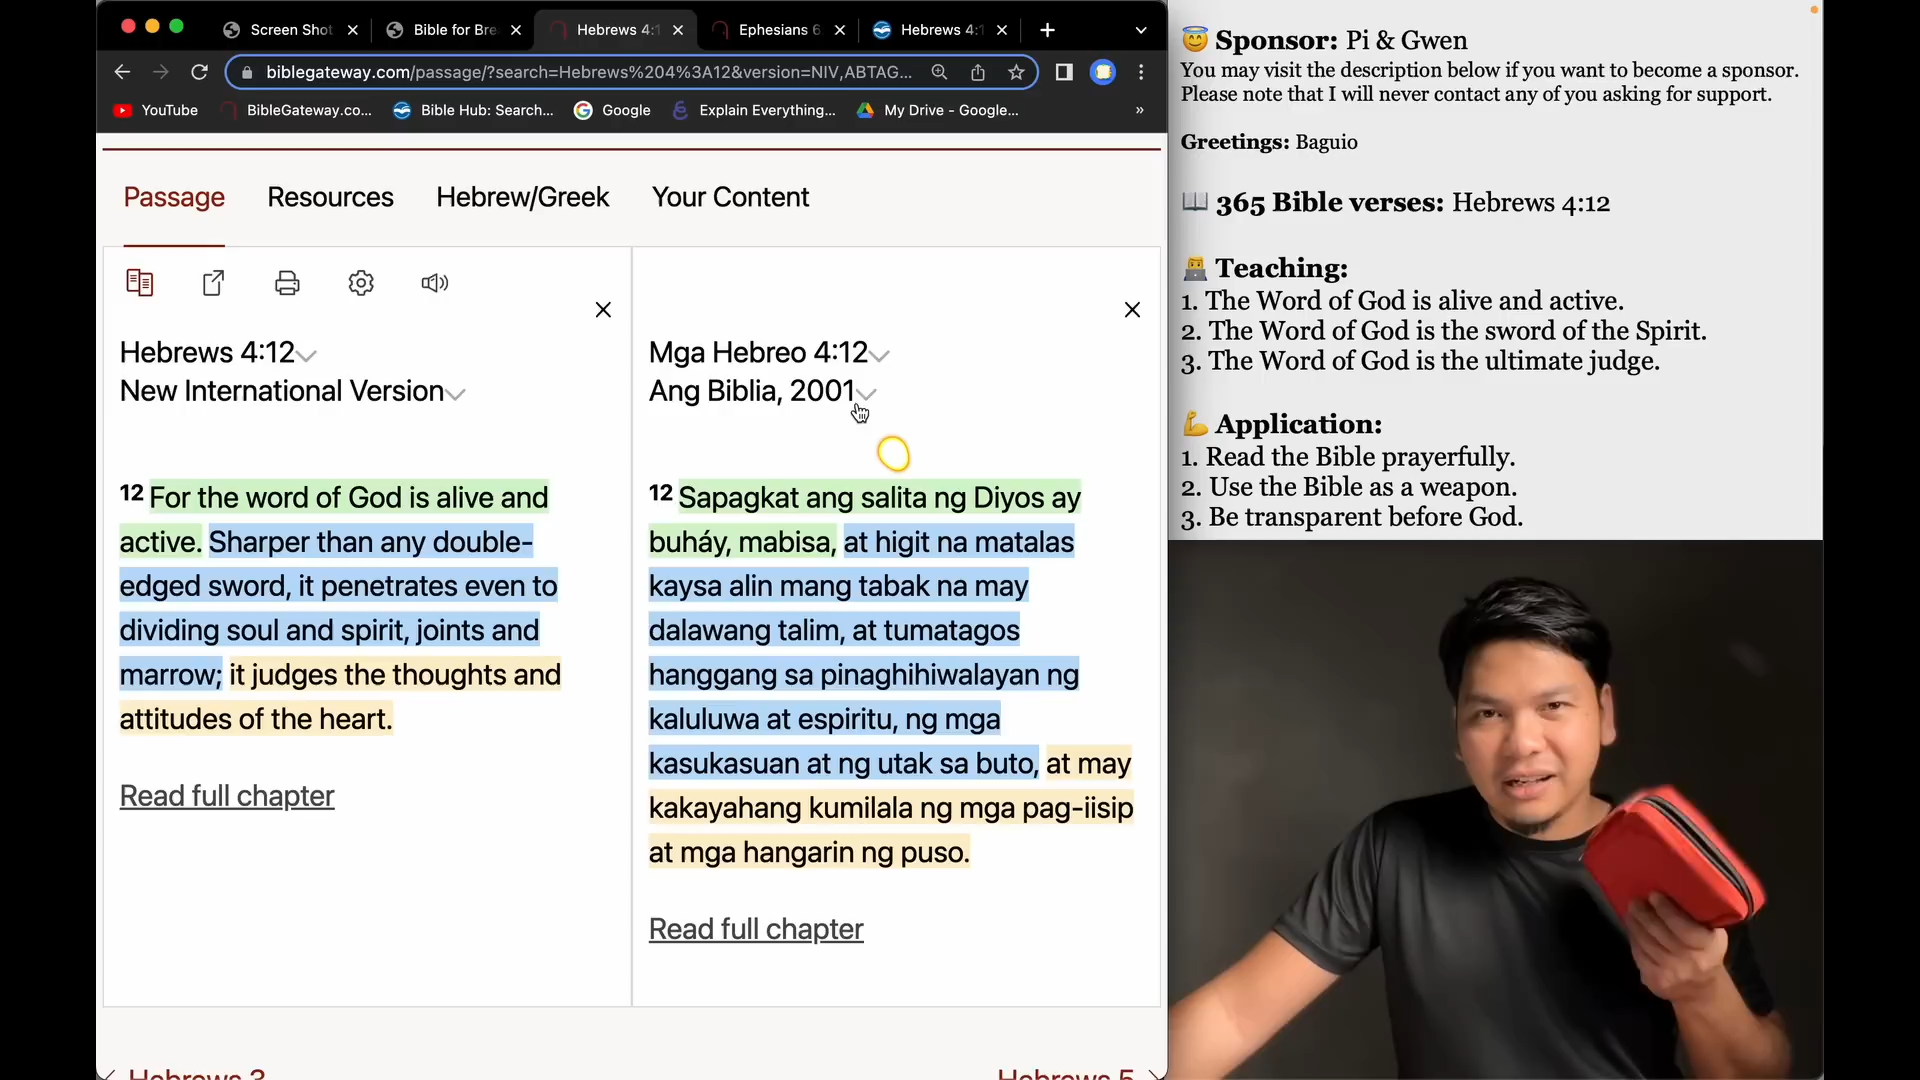 Screen Shot
Bible for Bre
Hebrews 4:1
Ephesians 6
Hebrews 4:1
biblegateway.com/passage/?search=Hebrews%204%3A12&version=NIV,ABTAG...
YouTube
BibleGateway.co...
Bible Hub: Search...
Google
Explain Everything...
My Drive - Google...
»
Passage
Resources
Hebrew/Greek
Your Content
Hebrews 4:12
New International Version
12 For the word of God is alive and
active. Sharper than any double-
edged sword, it penetrates even to
dividing soul and spirit, joints and
marrow; it judges the thoughts and
attitudes of the heart.
Read full chapter
Mga Hebreo 4:12
Ang Biblia, 2001
12 Sapagkat ang salita ng Diyos ay
buháy, mabisa, at higit na matalas
kaysa alin mang tabak na may
dalawang talim, at tumatagos
hanggang sa pinaghihiwalayan ng
kaluluwa at espiritu, ng mga
kasukasuan at ng utak sa buto, at may
kakayahang kumilala ng mga pag-iisip
at mga hangarin ng puso.
Read full chapter
Hebrews 3
Hebrews 5
Sponsor: Pi & Gwen
You may visit the description below if you want to become a sponsor.
Please note that I will never contact any of you asking for support.
Greetings: Baguio
365 Bible verses: Hebrews 4:12
Teaching:
1. The Word of God is alive and active.
2. The Word of God is the sword of the Spirit.
3. The Word of God is the ultimate judge.
Application:
1. Read the Bible prayerfully.
2. Use the Bible as a weapon.
3. Be transparent before God.